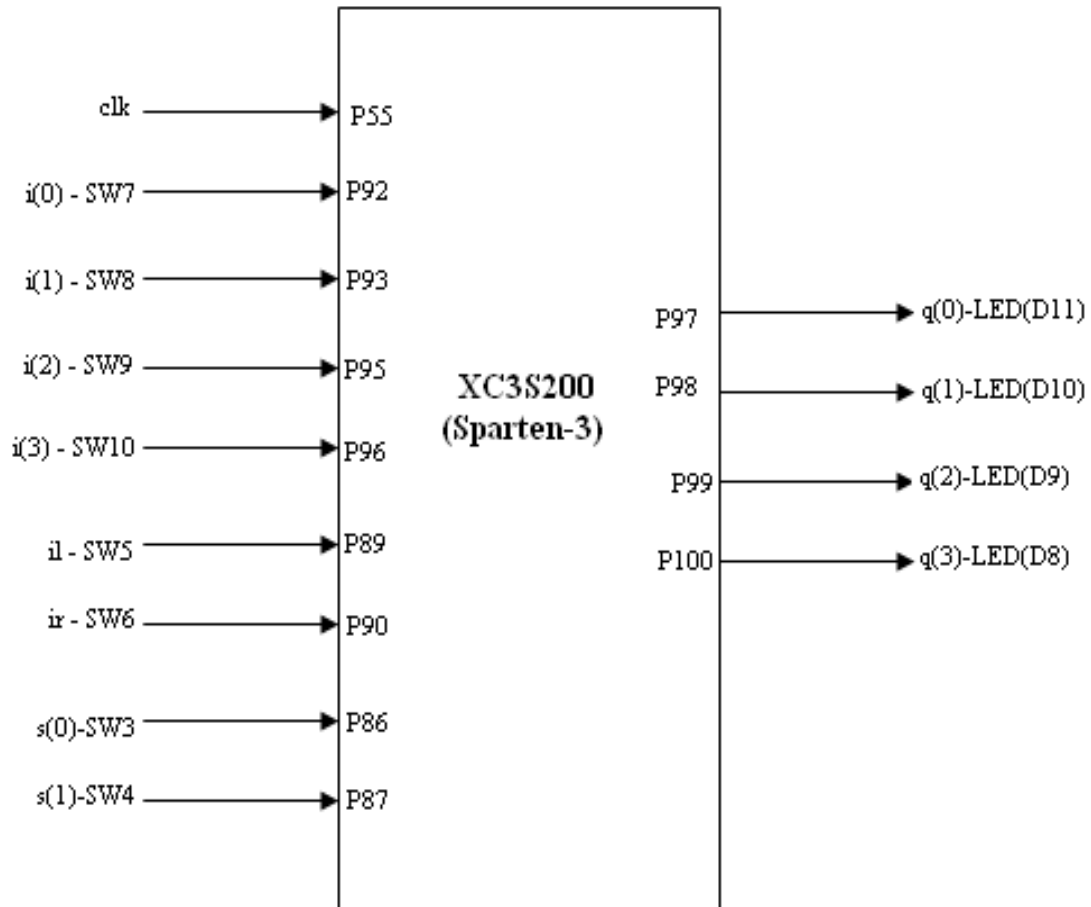 clk
P55
i(0) - SW7
P92
i(1) - SW8
P93
i(2) - SW9
P95
i(3) - SW10
P96
il - SW5
P89
ir - SW6
P90
s(0)-SW3
P86
s(1)-SW4
P87
XC3S200
(Sparten-3)
P97
q(0)-LED(D11)
P98
q(1)-LED(D10)
P99
q(2)-LED(D9)
P100
q(3)-LED(D8)